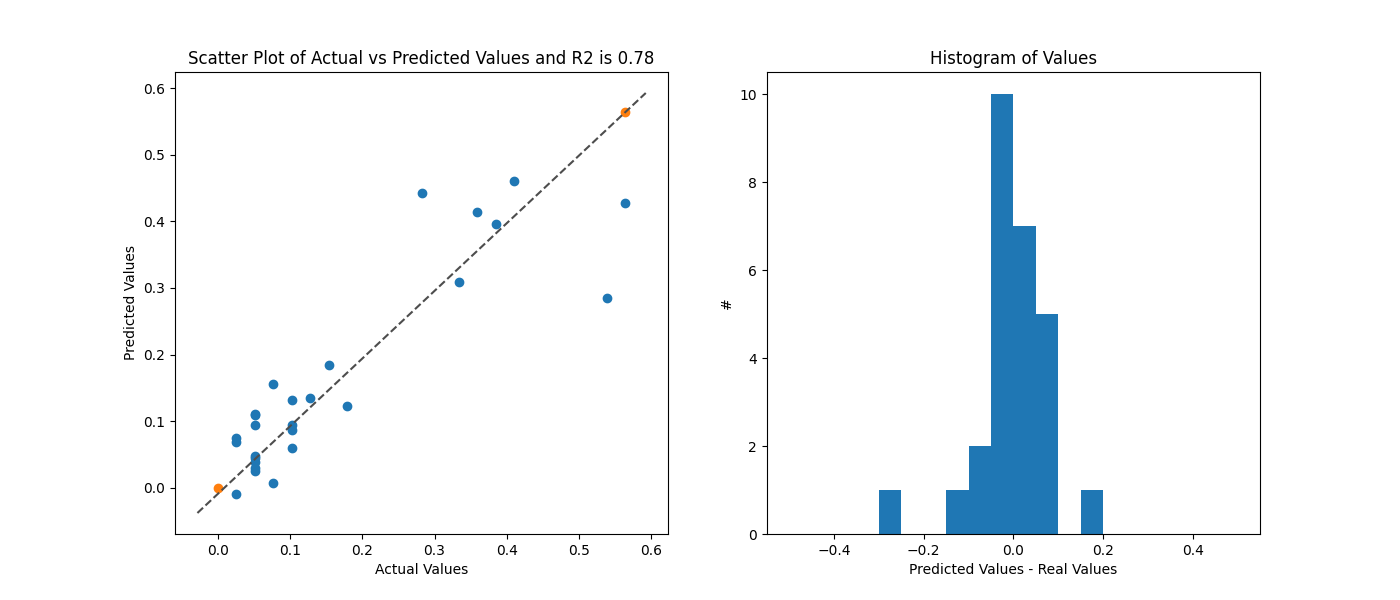 Scatter Plot of Actual vs Predicted Values and R2 is 0.78
0.6
0.5
0.4
0.3
0.2
0.1
0.0
Predicted Values
0.0 0.1 0.2 0.3 0.4 0.5 0.6
Actual Values
Histogram of Values
10
8
6
4
2
0
#
−0.4 −0.2 0.0 0.2 0.4
Predicted Values - Real Values